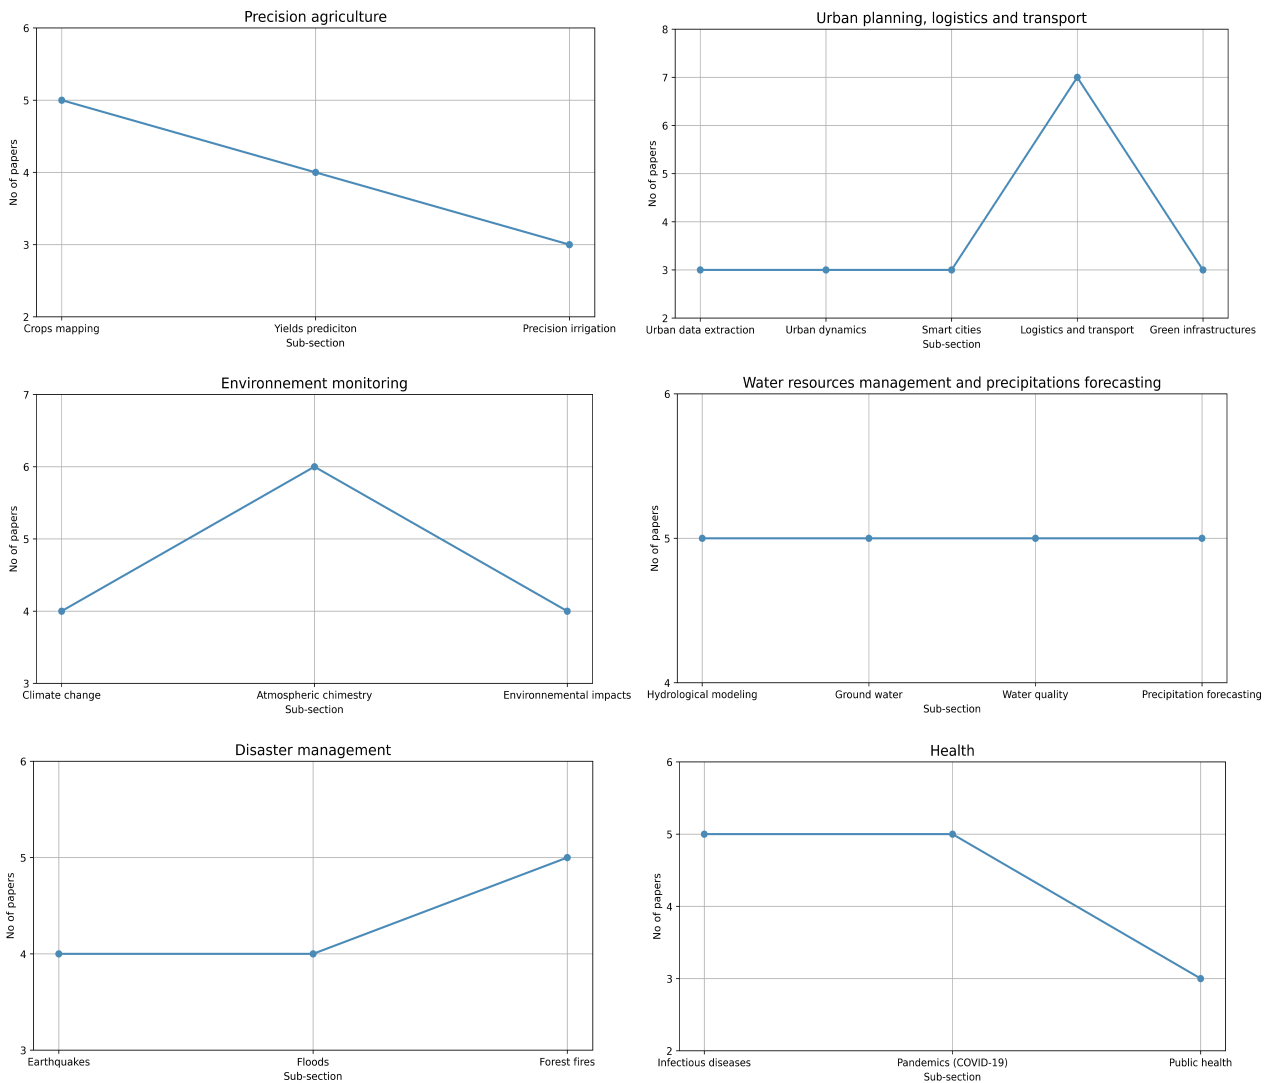 Precision agriculture
6
5
4
3
2
No of papers
Crops mapping
Yields prediciton
Precision irrigation
Sub-section
Urban planning, logistics and transport
8
7
6
5
4
3
2
No of papers
Urban data extraction
Urban dynamics
Smart cities
Logistics and transport
Green infrastructures
Sub-section
Environnement monitoring
7
6
5
4
3
No of papers
Climate change
Atmospheric chimestry
Environnemental impacts
Sub-section
Water resources management and precipitations forecasting
6
5
4
No of papers
Hydrological modeling
Ground water
Water quality
Precipitation forecasting
Sub-section
Disaster management
6
5
4
3
No of papers
Earthquakes
Floods
Forest fires
Sub-section
Health
6
5
4
3
2
No of papers
Infectious diseases
Pandemics (COVID-19)
Public health
Sub-section